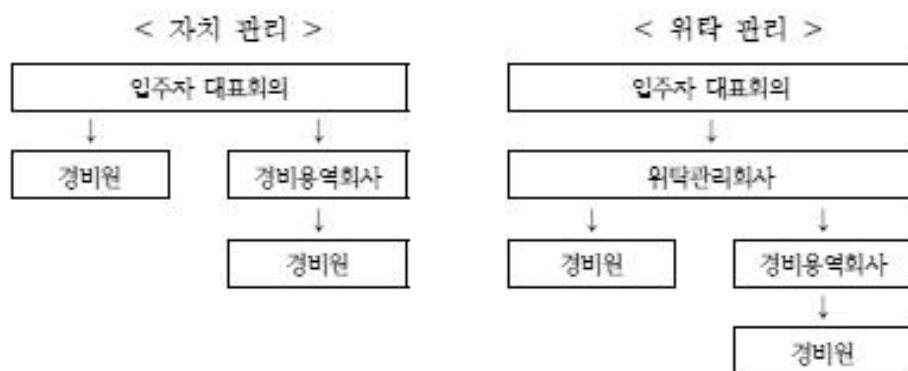 < 자치 관리 >
입주자 대표회의
↓ ↓
경비원 경비용역회사
↓
경비원
< 위탁 관리 >
입주자 대표회의
↓
위탁관리회사
↓ ↓
경비원 경비용역회사
↓
경비원